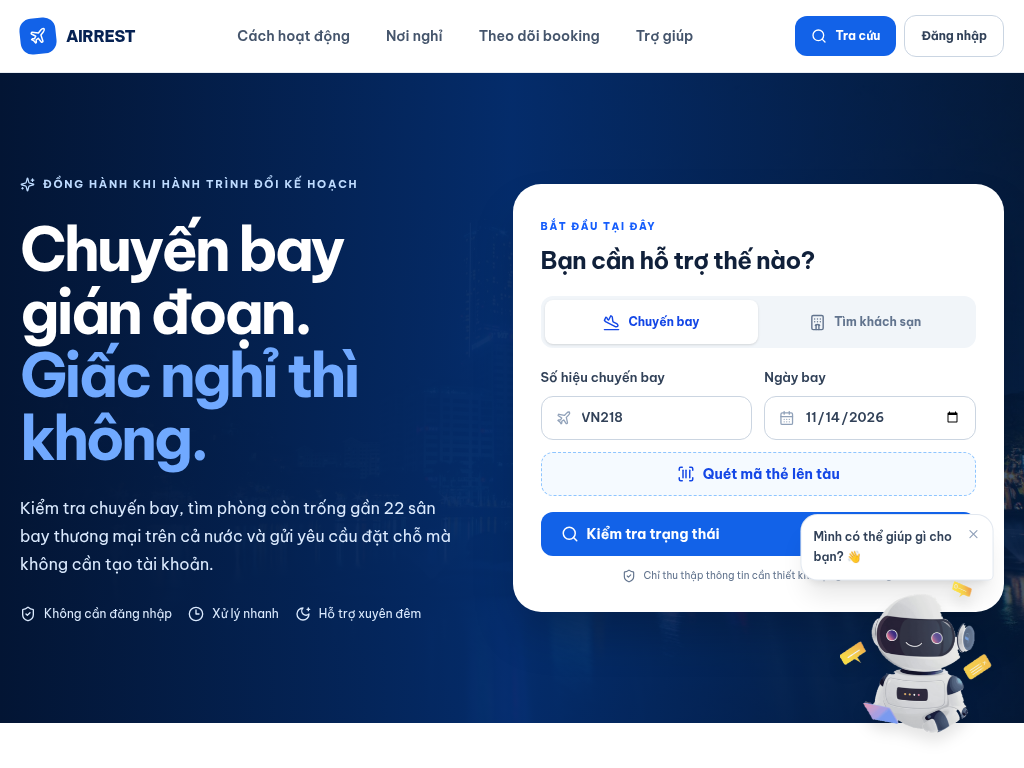 AIRREST
Cách hoạt động
Nơi nghỉ
Theo dõi booking
Trợ giúp
Tra cứu
Đăng nhập
ĐỒNG HÀNH KHI HÀNH TRÌNH ĐỔI KẾ HOẠCH
Chuyến bay
gián đoạn.
Giấc nghỉ thì
không.
Kiểm tra chuyến bay, tìm phòng còn trống gần 22 sân
bay thương mại trên cả nước và gửi yêu cầu đặt chỗ mà
không cần tạo tài khoản.
Không cần đăng nhập
Xử lý nhanh
Hỗ trợ xuyên đêm
BẮT ĐẦU TẠI ĐÂY
Bạn cần hỗ trợ thế nào?
Chuyến bay
Tìm khách sạn
Số hiệu chuyến bay
Ngày bay
VN218
11/14/2026
Quét mã thẻ lên tàu
Kiểm tra trạng thái
Chỉ thu thập thông tin cần thiết
Mình có thể giúp gì cho
bạn? 👋